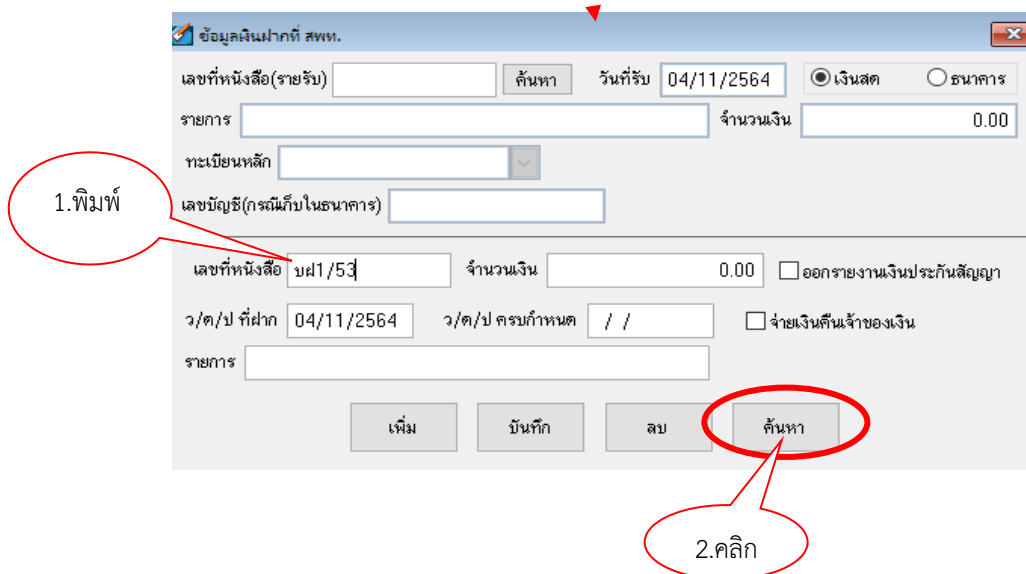 ข้อมูลเงินฝากที่ สพท.
เลขที่หนังสือ(รายรับ) ค้นหา วันที่รับ 04/11/2564 เงินสด ธนาคาร
รายการ จำนวนเงิน 0.00
ทะเบียนหลัก
1.พิมพ์
เลขบัญชี(กรณีเก็บในธนาคาร)
เลขที่หนังสือ บฝ1/53 จำนวนเงิน 0.00 ออกรายงานเงินประกันสัญญา
ว/ด/ป ที่ฝาก 04/11/2564 ว/ด/ป ครบกำหนด / / จ่ายเงินคืนเจ้าของเงิน
รายการ
เพิ่ม บันทึก ลบ ค้นหา
2.คลิก